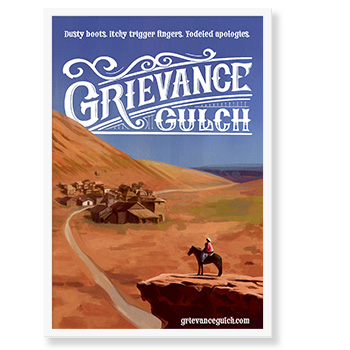 Dusty boots. Itchy trigger fingers. Yodeled apologies.
GRIEVANCE
GULCH
grievancegulch.com